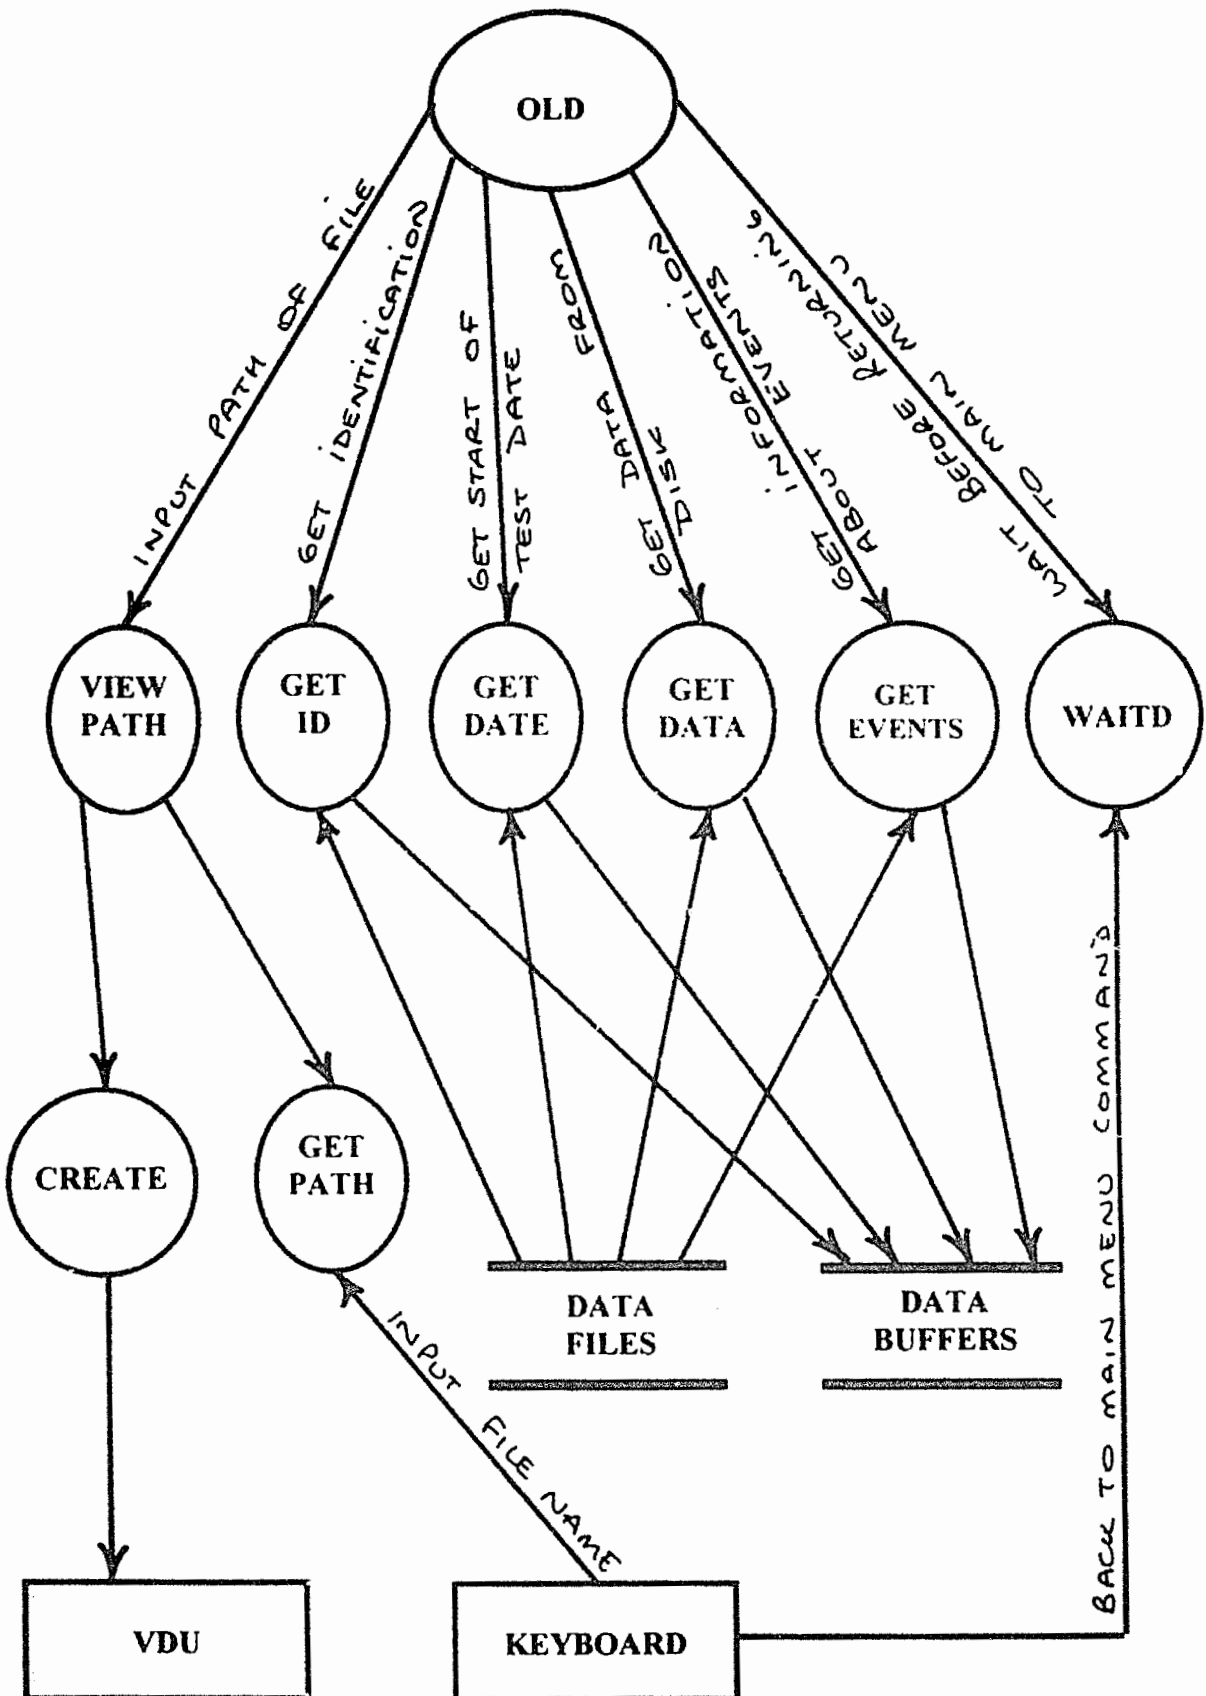 OLD
INPUT PATH OF FILE
GET IDENTIFICATION
GET START OF
TEST DATE
GET DATA FROM
DISK
GET INFORMATION
ABOUT EVENTS
WAIT BEFORE RETURNING
TO MAIN MENU
VIEW
PATH
GET
ID
GET
DATE
GET
DATA
GET
EVENTS
WAITD
CREATE
GET
PATH
DATA
FILES
DATA
BUFFERS
INPUT FILE NAME
BACK TO MAIN MENU COMMAND
VDU
KEYBOARD